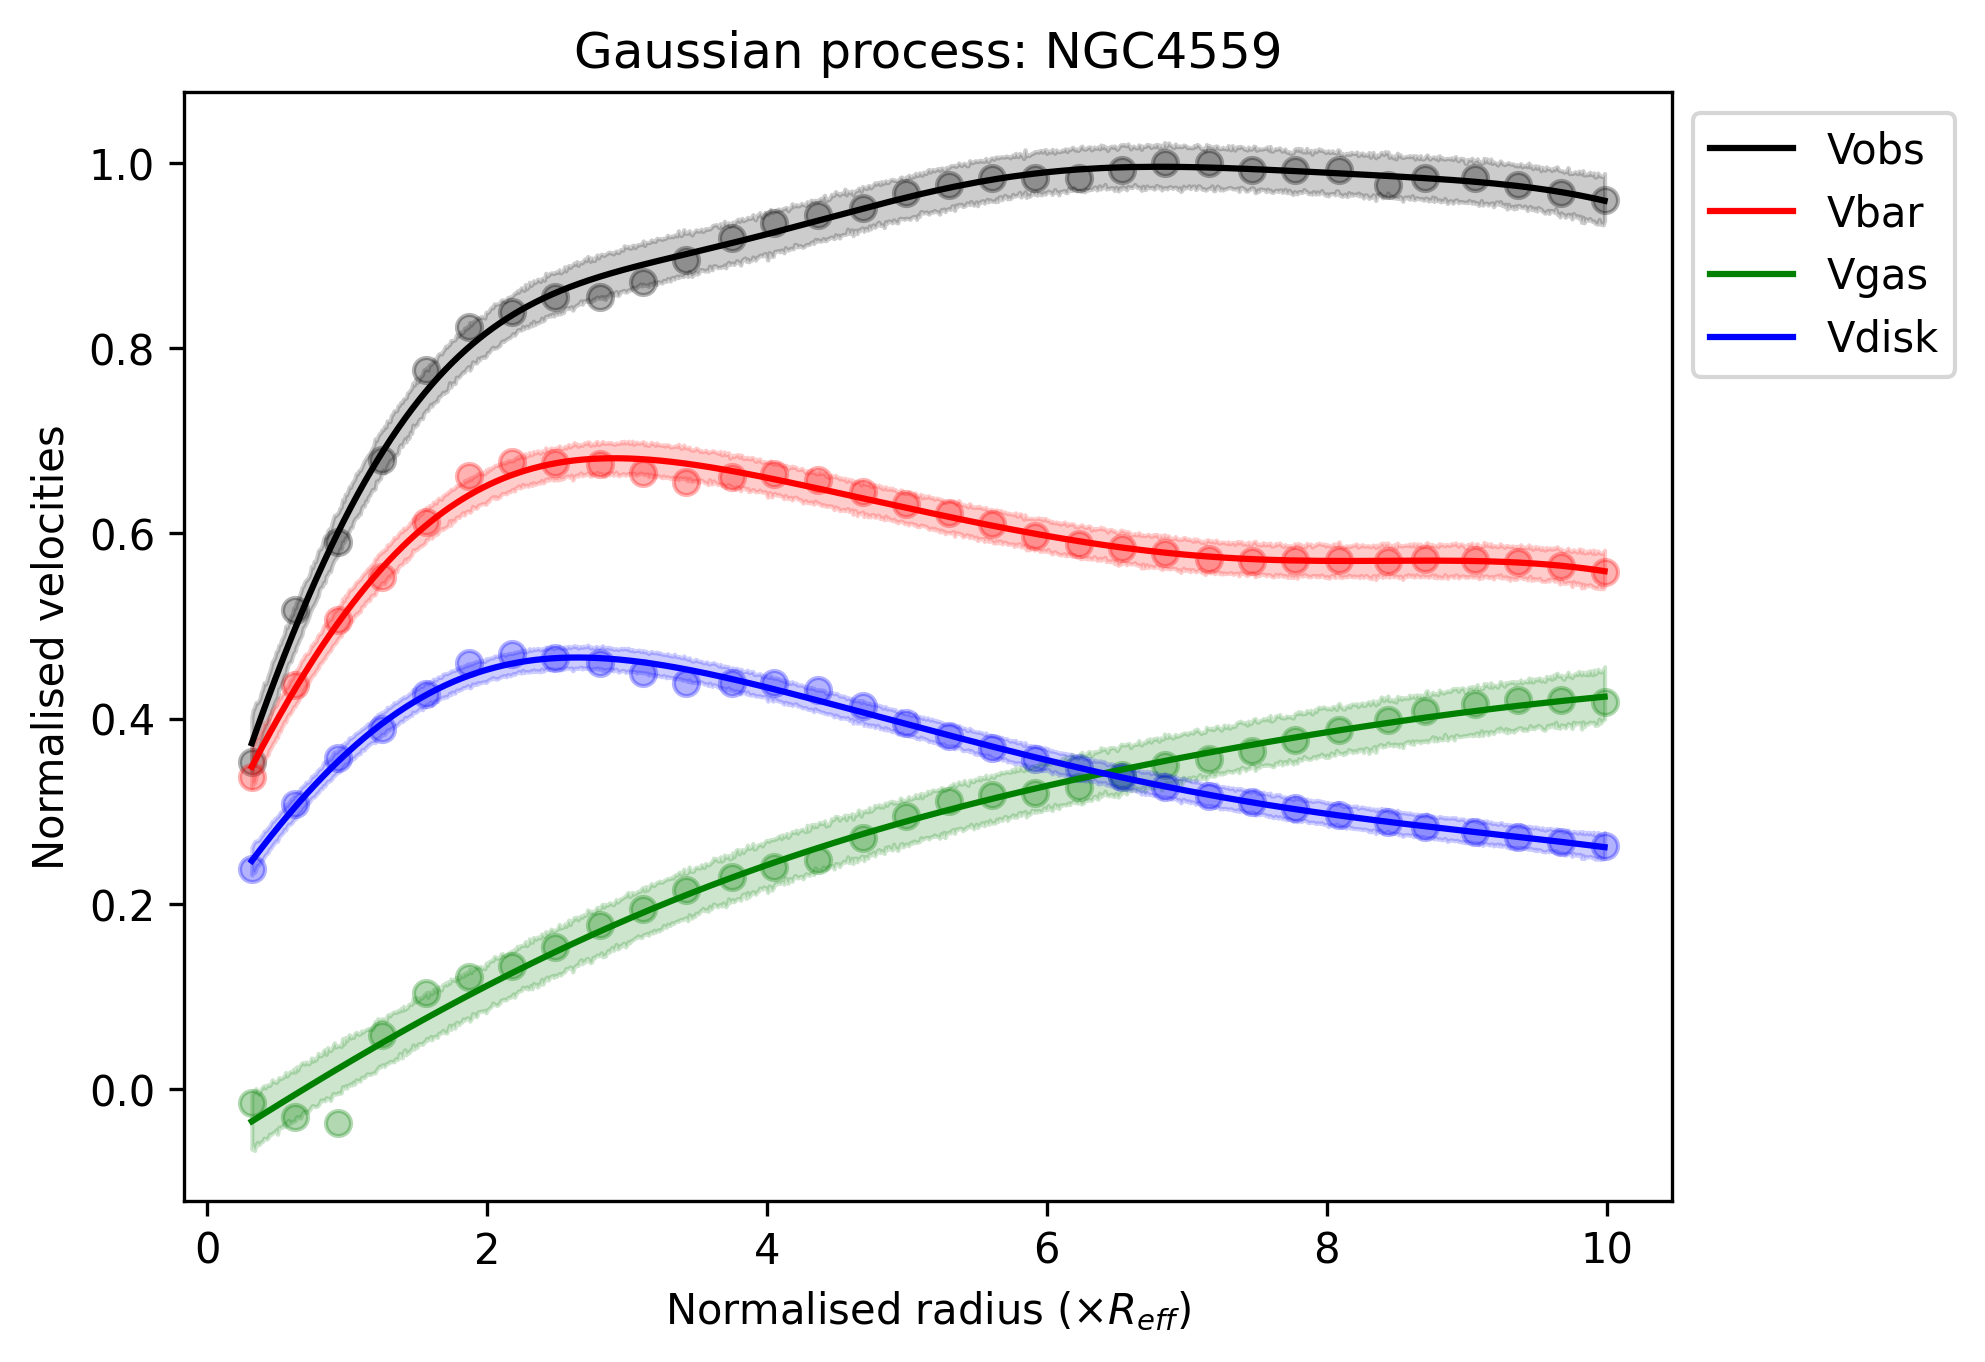 Gaussian process: NGC4559
Vobs
Vbar
Vgas
Vdisk
Normalised velocities
1.0
0.8
0.6
0.4
0.2
0.0
0 2 4 6 8 10
Normalised radius (×R_eff)